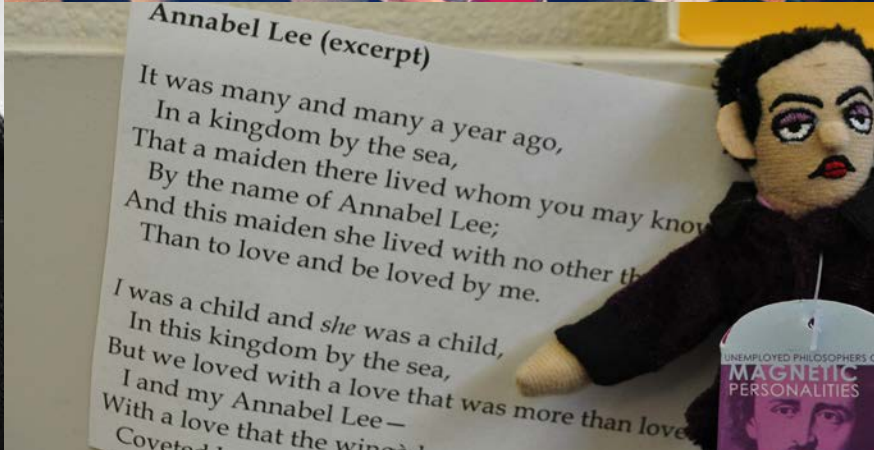 Annabel Lee (excerpt)
It was many and many a year ago,
In a kingdom by the sea,
That a maiden there lived whom you may know
By the name of Annabel Lee;
And this maiden she lived with no other
Than to love and be loved by me.
I was a child and she was a child,
In this kingdom by the sea,
But we loved with a love that was more than love
I and my Annabel Lee—
With a love that the
Coveted
UNEMPLOYED PHILOSOPHERS
MAGNETIC
PERSONALITIES